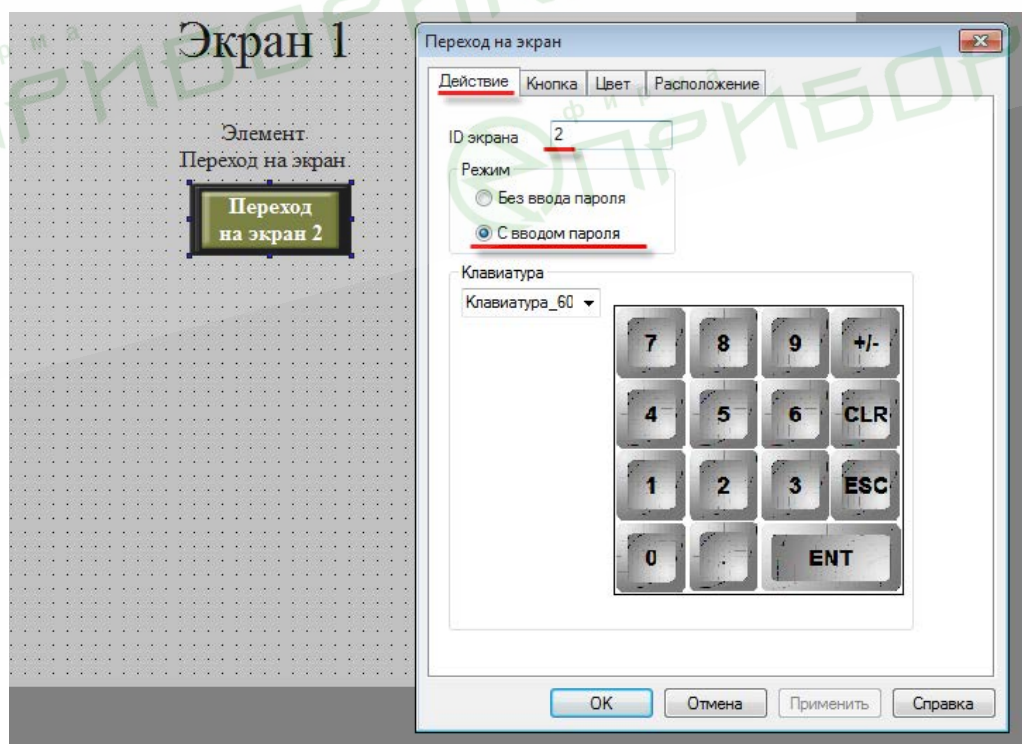 Экран 1
Элемент
Переход на экран
Переход
на экран 2
Переход на экран
Действие Кнопка Цвет Расположение
ID экрана 2
Режим
Без ввода пароля
С вводом пароля
Клавиатура
Клавиатура_60
7 8 9 +/-
4 5 6 CLR
1 2 3 ESC
0 . ENT
OK Отмена Применить Справка
фирма
ПРИБОР